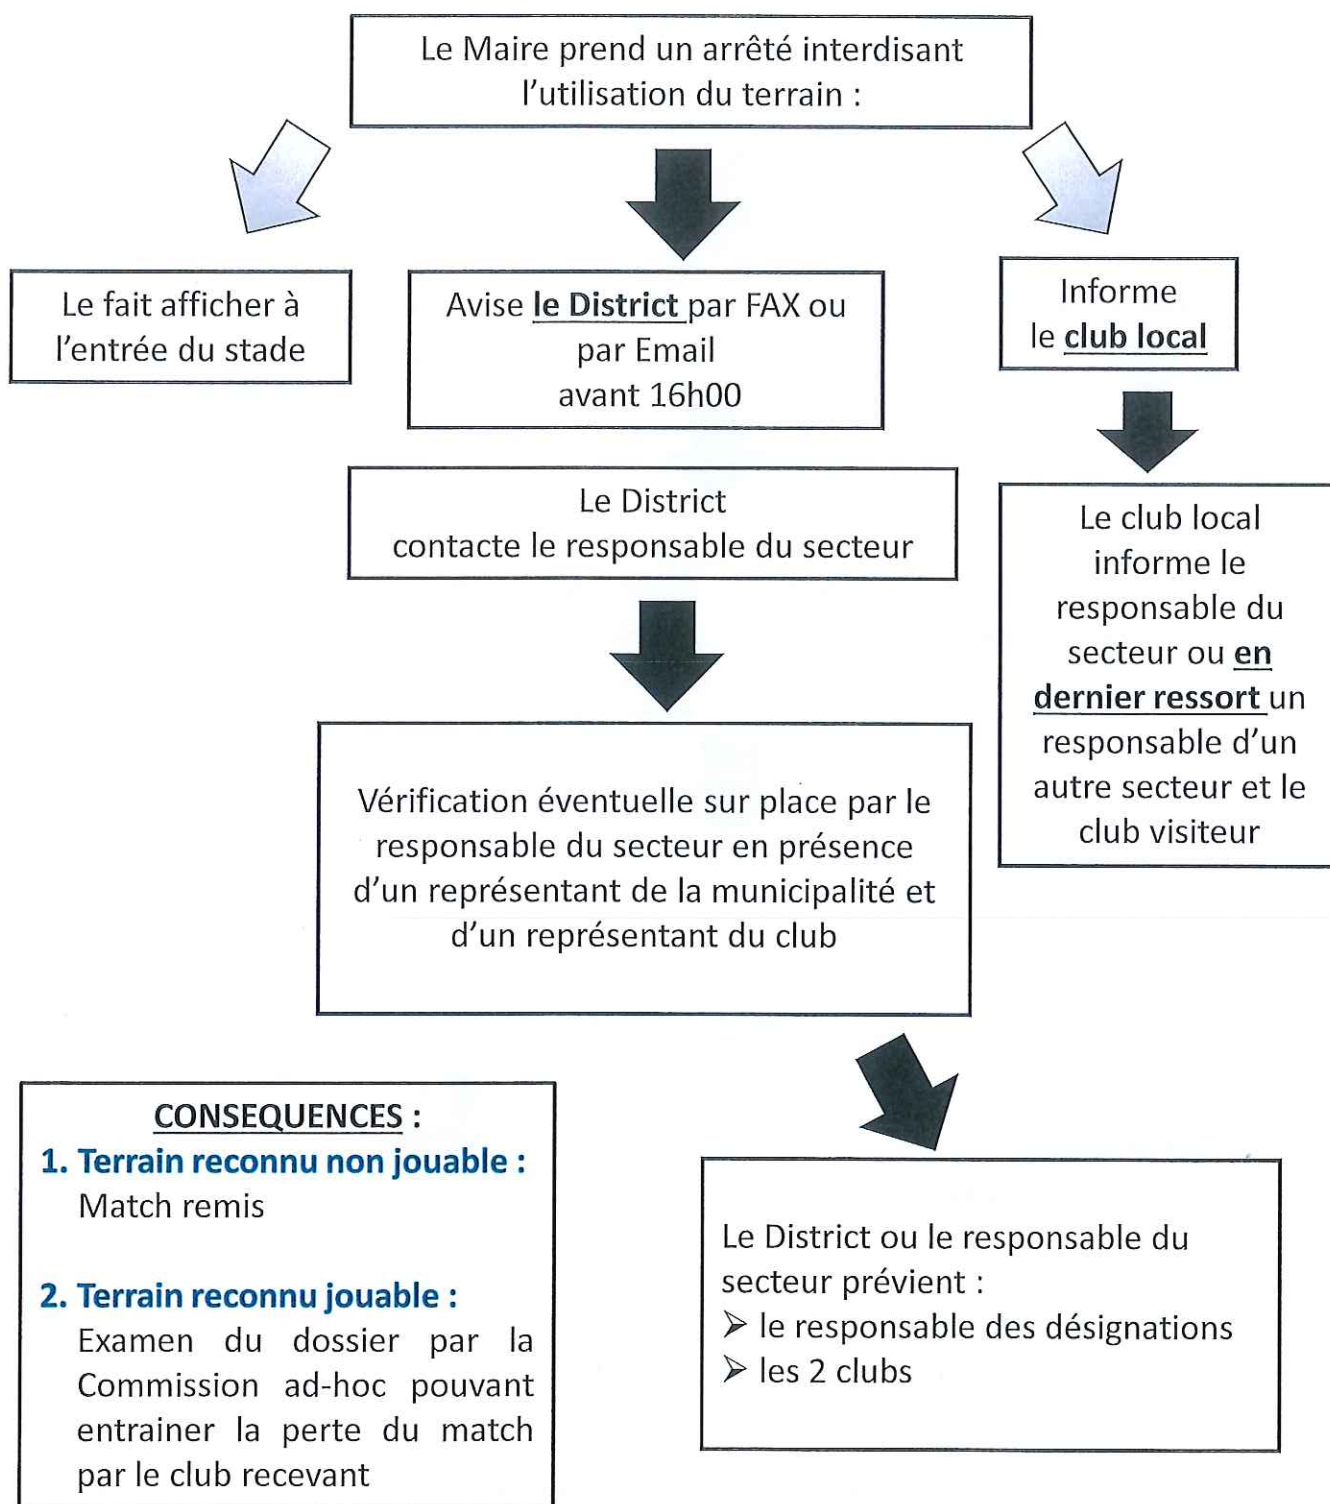 Le Maire prend un arrêté interdisant
l'utilisation du terrain :
Le fait afficher à
l'entrée du stade
Avise le District par FAX ou
par Email
avant 16h00
Informe
le club local
Le District
contacte le responsable du secteur
Le club local
informe le
responsable du
secteur ou en
dernier ressort un
responsable d'un
autre secteur et le
club visiteur
Vérification éventuelle sur place par le
responsable du secteur en présence
d'un représentant de la municipalité et
d'un représentant du club
CONSEQUENCES :
1. Terrain reconnu non jouable :
Match remis
2. Terrain reconnu jouable :
Examen du dossier par la
Commission ad-hoc pouvant
entrainer la perte du match
par le club recevant
Le District ou le responsable du
secteur prévient :
➢ le responsable des désignations
➢ les 2 clubs